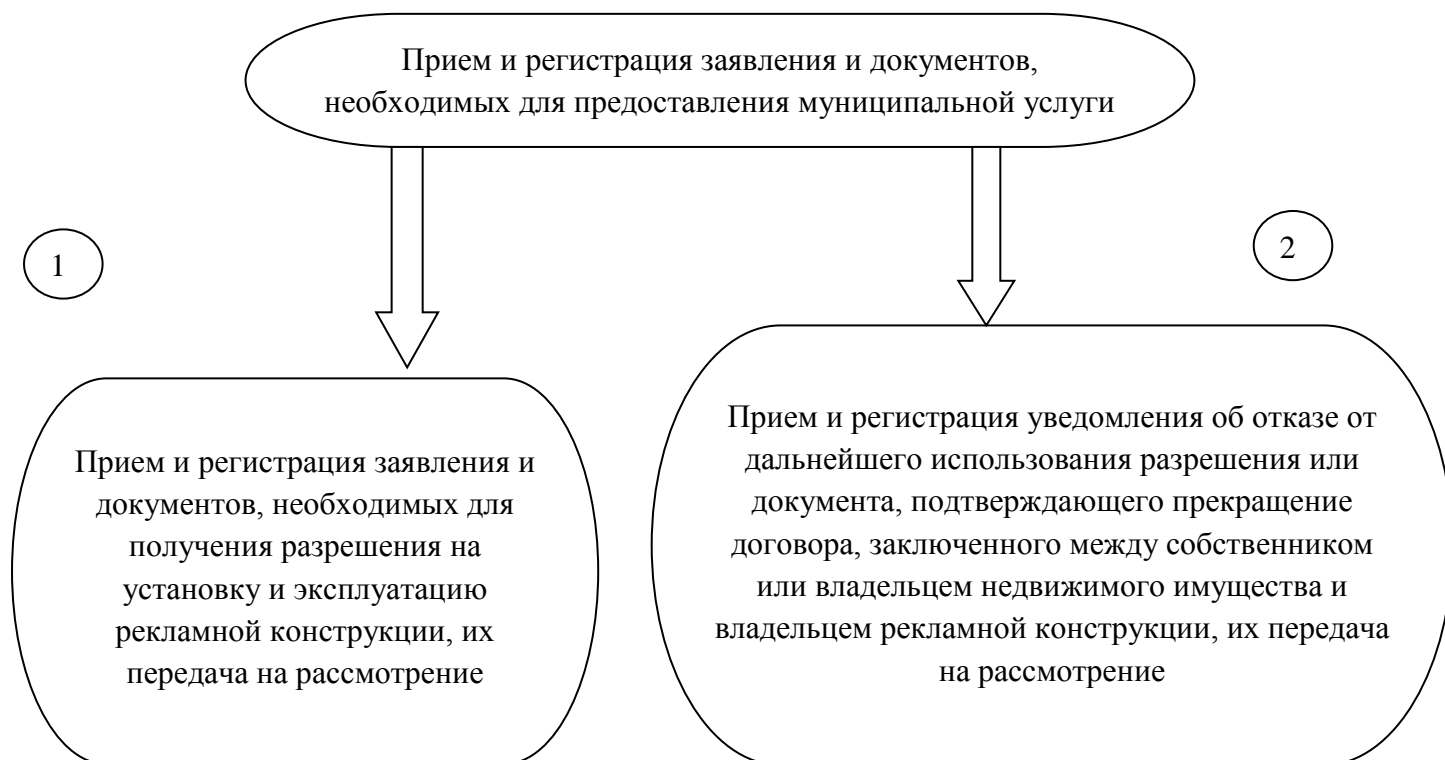 Прием и регистрация заявления и документов,
необходимых для предоставления муниципальной услуги
1
2
Прием и регистрация заявления и
документов, необходимых для
получения разрешения на
установку и эксплуатацию
рекламной конструкции, их
передача на рассмотрение
Прием и регистрация уведомления об отказе от
дальнейшего использования разрешения или
документа, подтверждающего прекращение
договора, заключенного между собственником
или владельцем недвижимого имущества и
владельцем рекламной конструкции, их передача
на рассмотрение